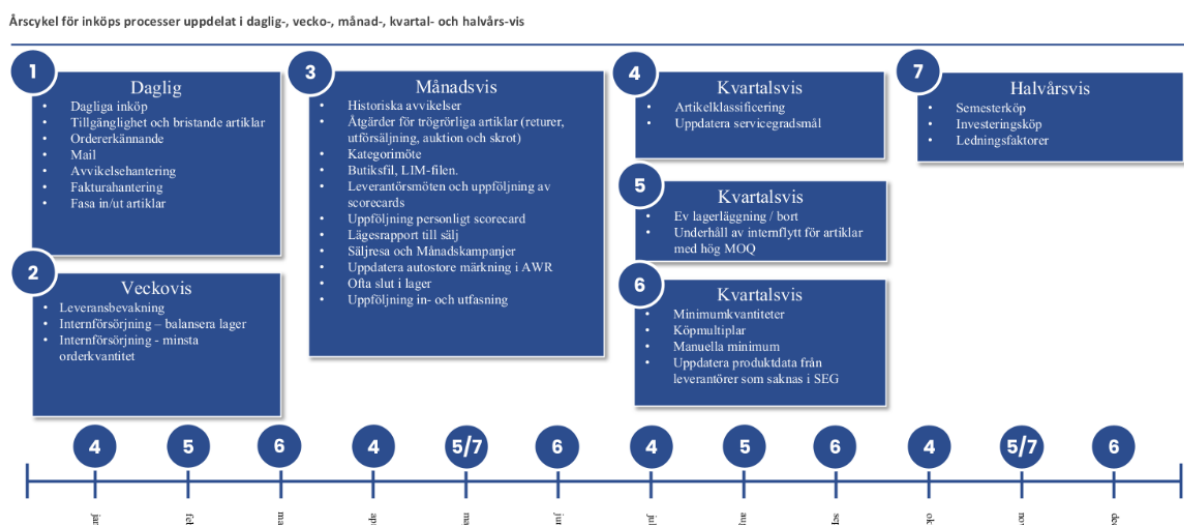 Årscykel för inköps processer uppdelat i daglig-, vecko-, månad-, kvartal- och halvårs-vis
1
Daglig
• Dagliga inköp
• Tillgänglighet och bristande artiklar
• Ordererkännande
• Mail
• Avvikelsehantering
• Fakturahantering
• Fasa in/ut artiklar
2
Veckovis
• Leveransbevakning
• Internförsörjning – balansera lager
• Internförsörjning - minsta
orderkvantitet
3
Månadsvis
• Historiska avvikelser
• Åtgärder för trögrörliga artiklar (returer,
utförsäljning, auktion och skrot)
• Kategorimöte
• Butiksfil, LIM-filen.
• Leverantörsmöten och uppföljning av
scorecards
• Uppföljning personligt scorecard
• Lägesrapport till sälj
• Säljresa och Månadskampanjer
• Uppdatera autostore märkning i AWR
• Ofta slut i lager
• Uppföljning in- och utfasning
4
Kvartalsvis
• Artikelklassificering
• Uppdatera servicegradsmål
5
Kvartalsvis
• Ev lagerläggning / bort
• Underhåll av internflytt för artiklar
med hög MOQ
6
Kvartalsvis
• Minimumkvantiteter
• Köpmultiplar
• Manuella minimum
• Uppdatera produktdata från
leverantörer som saknas i SEG
7
Halvårsvis
• Semesterköp
• Investeringsköp
• Ledningsfaktorer
4 5 6 4 5/7 6 4 5 6 4 5/7 6